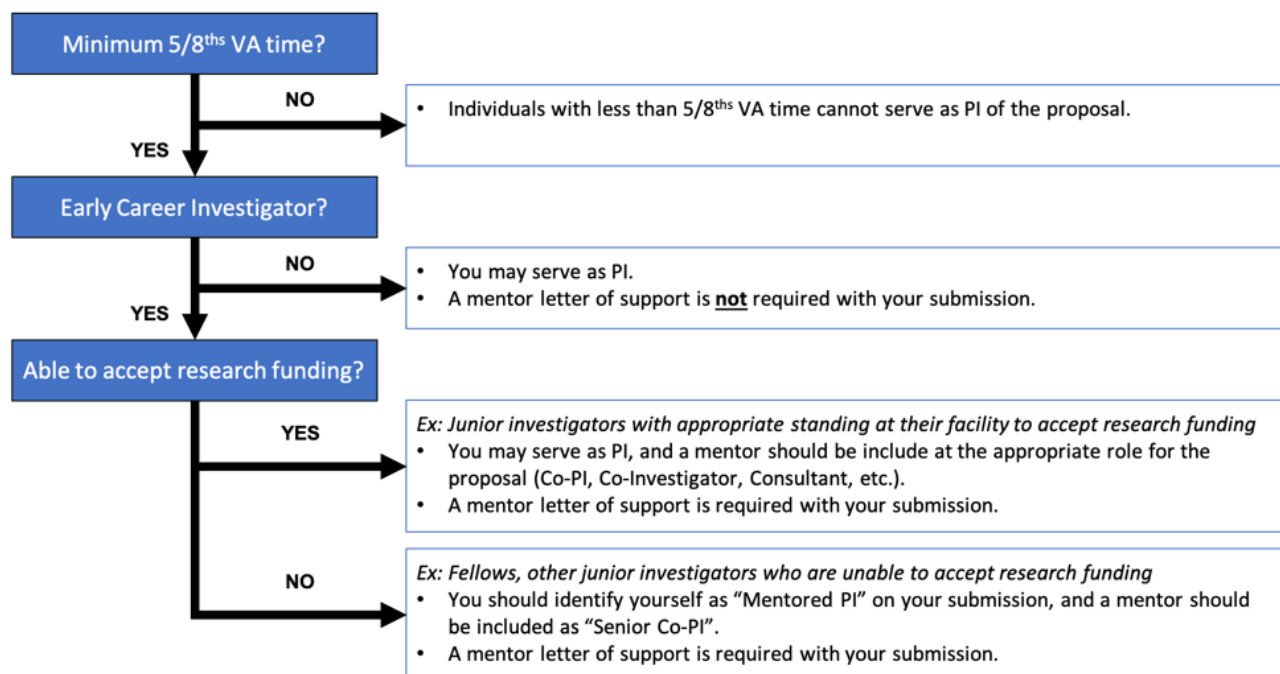 Minimum 5/8ths VA time?
NO
• Individuals with less than 5/8ths VA time cannot serve as PI of the proposal.
YES
Early Career Investigator?
NO
• You may serve as PI.
• A mentor letter of support is not required with your submission.
YES
Able to accept research funding?
YES
Ex: Junior investigators with appropriate standing at their facility to accept research funding
• You may serve as PI, and a mentor should be include at the appropriate role for the
proposal (Co-PI, Co-Investigator, Consultant, etc.).
• A mentor letter of support is required with your submission.
NO
Ex: Fellows, other junior investigators who are unable to accept research funding
• You should identify yourself as “Mentored PI” on your submission, and a mentor should
be included as “Senior Co-PI”.
• A mentor letter of support is required with your submission.